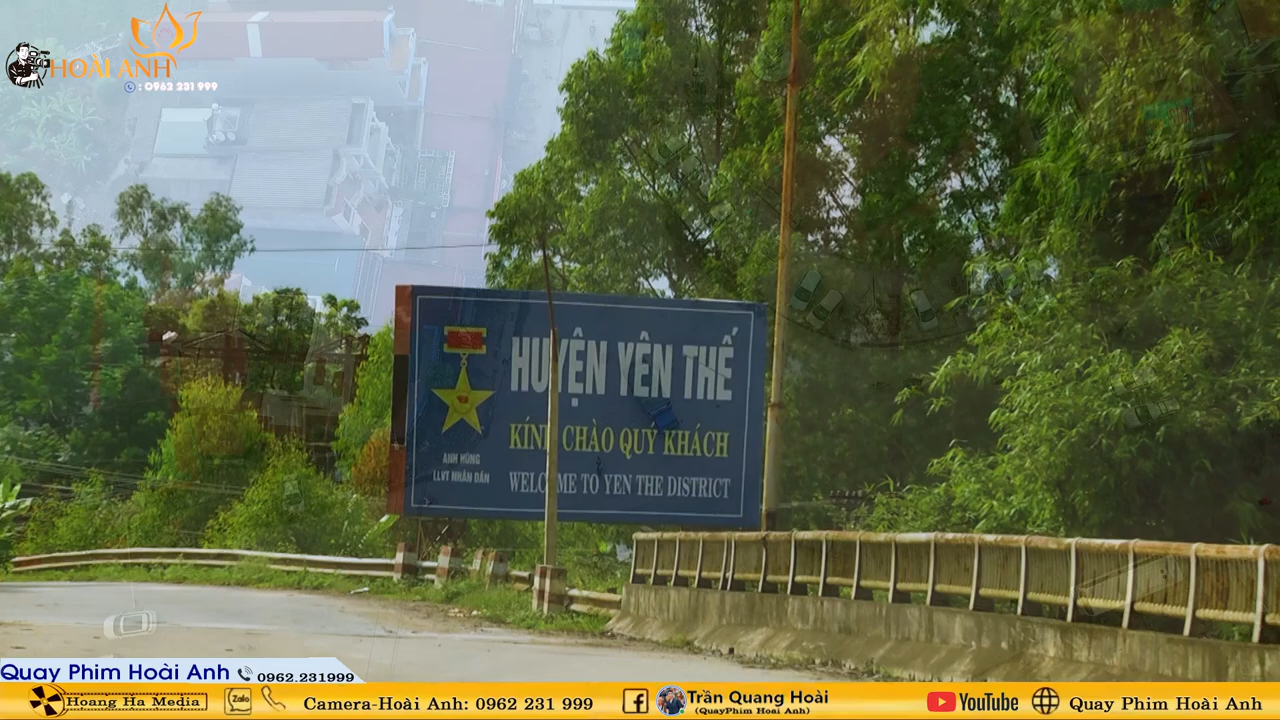 HOÀI ANH
: 0962 231 999
HUYỆN YÊN THẾ
KÍNH CHÀO QUÝ KHÁCH
ANH HÙNG
LLVT NHÂN DÂN
WELCOME TO YEN THE DISTRICT
Quay Phim Hoài Anh 0962.231999
Hoang Ha Media Zalo Camera-Hoài Anh: 0962 231 999 Trần Quang Hoài YouTube Quay Phim Hoài Anh
(QuayPhim Hoài Anh)